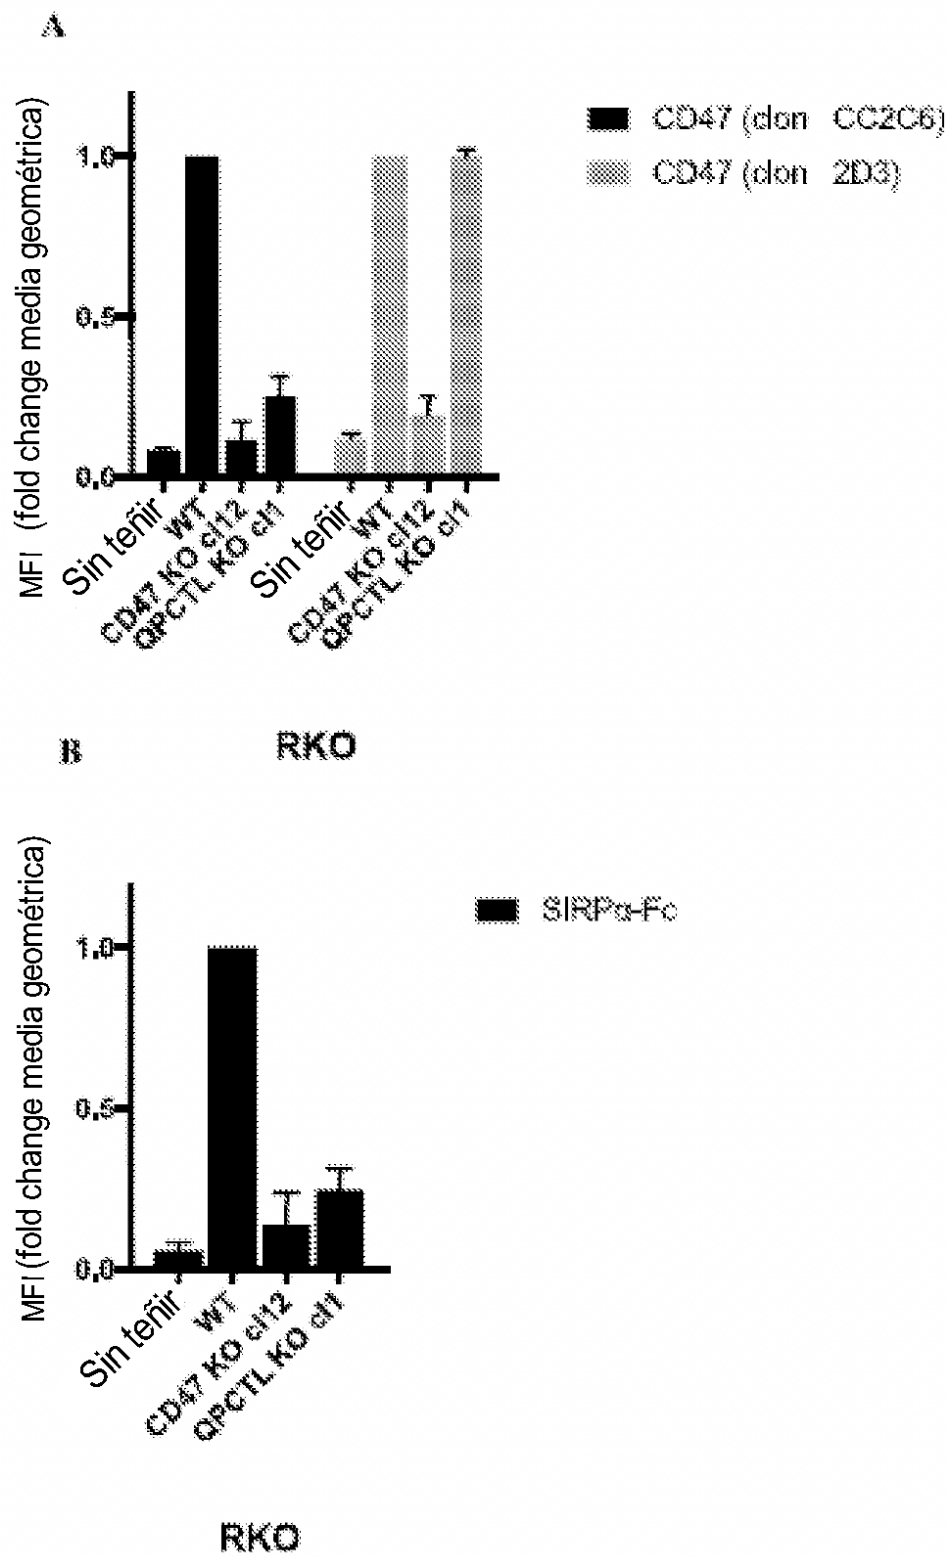 A
MFI (fold change media geométrica)
1.0
0.5
0.0
CD47 (clon CC2C6)
CD47 (clon 2D3)
Sin teñir
WT
CD47 KO cl12
QPCTL KO cl1
Sin teñir
WT
CD47 KO cl12
QPCTL KO cl1
RKO
B
MFI (fold change media geométrica)
1.0
0.5
0.0
SIRPα-Fc
Sin teñir
WT
CD47 KO cl12
QPCTL KO cl1
RKO